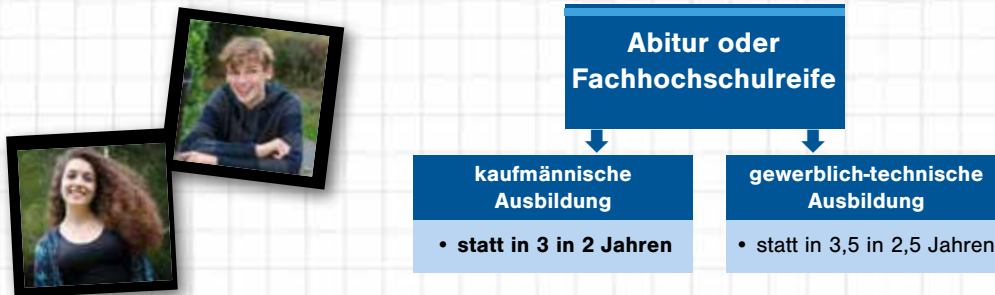 Abitur oder
Fachhochschulreife
kaufmännische
Ausbildung
• statt in 3 in 2 Jahren
gewerblich-technische
Ausbildung
• statt in 3,5 in 2,5 Jahren